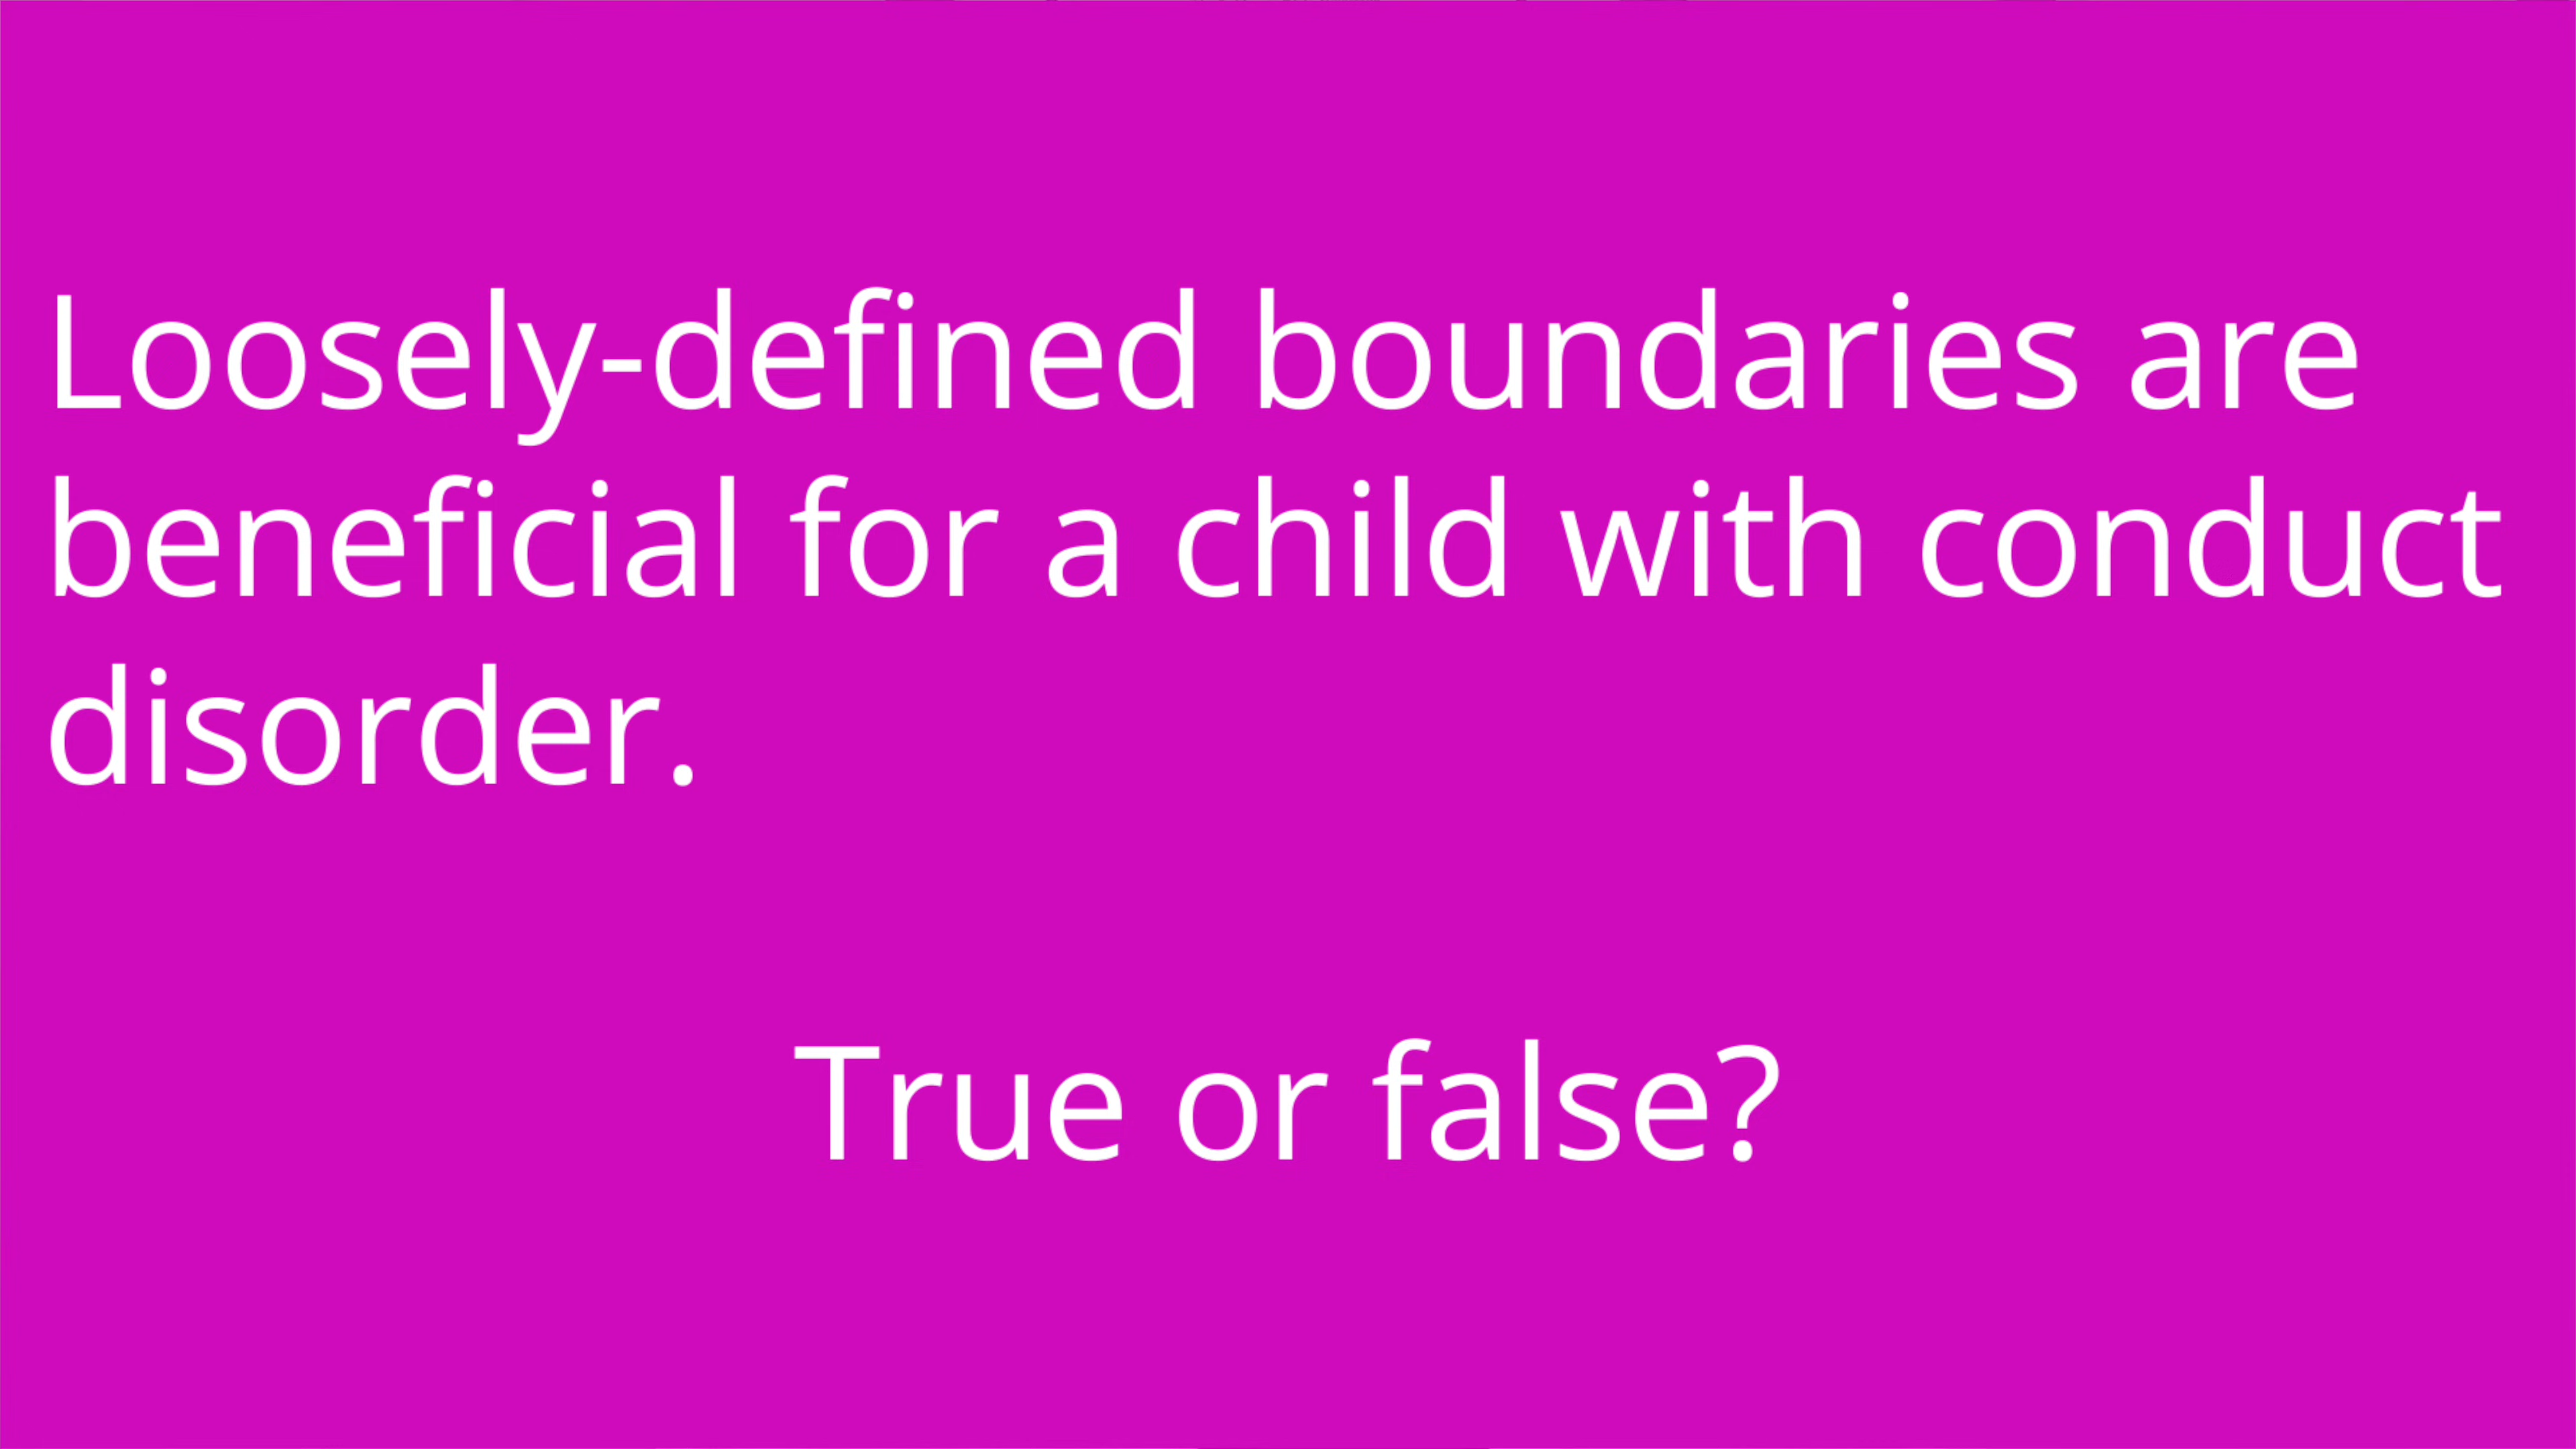 Loosely-defined boundaries are
beneficial for a child with conduct
disorder.
True or false?